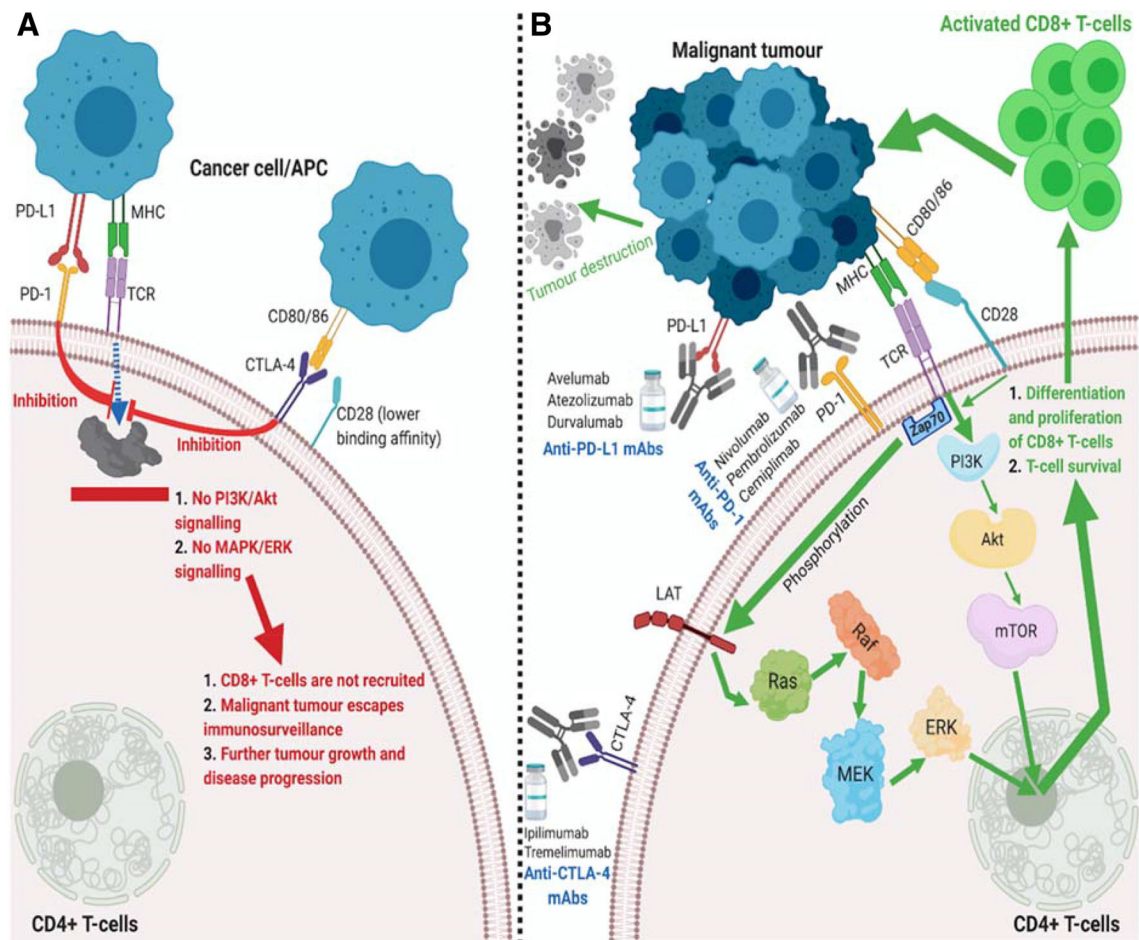 A
Cancer cell/APC
PD-L1
MHC
PD-1
TCR
CD80/86
CTLA-4
CD28 (lower
binding affinity)
Inhibition
Inhibition
1. No PI3K/Akt
signalling
2. No MAPK/ERK
signalling
1. CD8+ T-cells are not recruited
2. Malignant tumour escapes
immunosurveillance
3. Further tumour growth and
disease progression
CD4+ T-cells
B
Malignant tumour
Activated CD8+ T-cells
Tumour destruction
CD80/86
MHC
CD28
TCR
PD-L1
Avelumab
Atezolizumab
Durvalumab
Anti-PD-L1 mAbs
Nivolumab
Pembrolizumab
Cemiplimab
Anti-PD-1
mAbs
PD-1
Zap70
PI3K
1. Differentiation
and proliferation
of CD8+ T-cells
2. T-cell survival
Akt
mTOR
Phosphorylation
LAT
Ras
Raf
MEK
ERK
CTLA-4
Ipilimumab
Tremelimumab
Anti-CTLA-4
mAbs
CD4+ T-cells